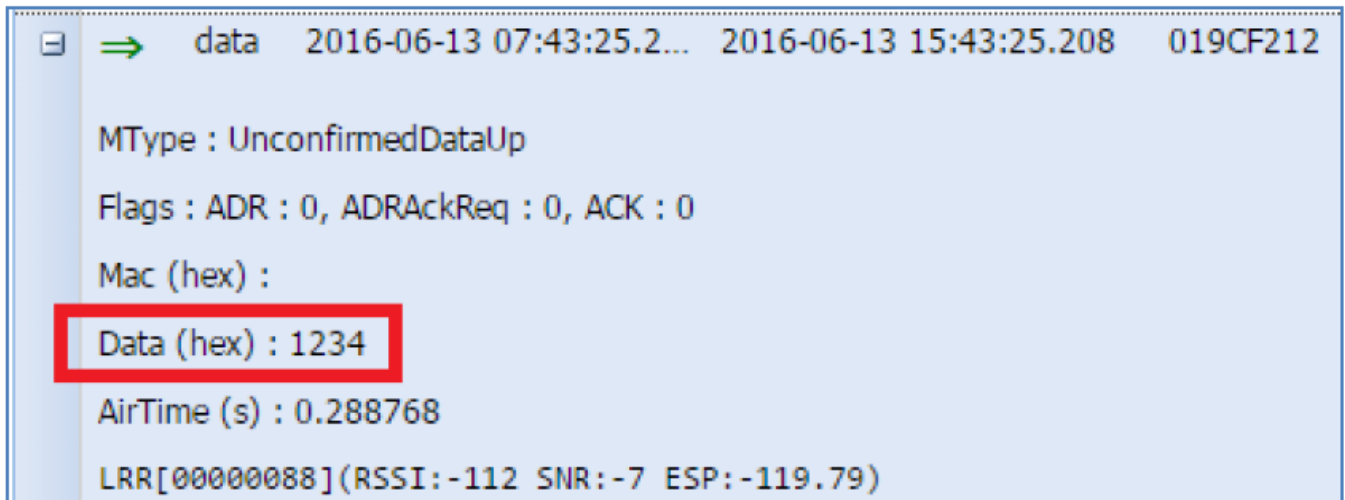 data 2016-06-13 07:43:25.2... 2016-06-13 15:43:25.208 019CF212
MType : UnconfirmedDataUp
Flags : ADR : 0, ADRAckReq : 0, ACK : 0
Mac (hex) :
Data (hex) : 1234
AirTime (s) : 0.288768
LRR[00000088](RSSI:-112 SNR:-7 ESP:-119.79)